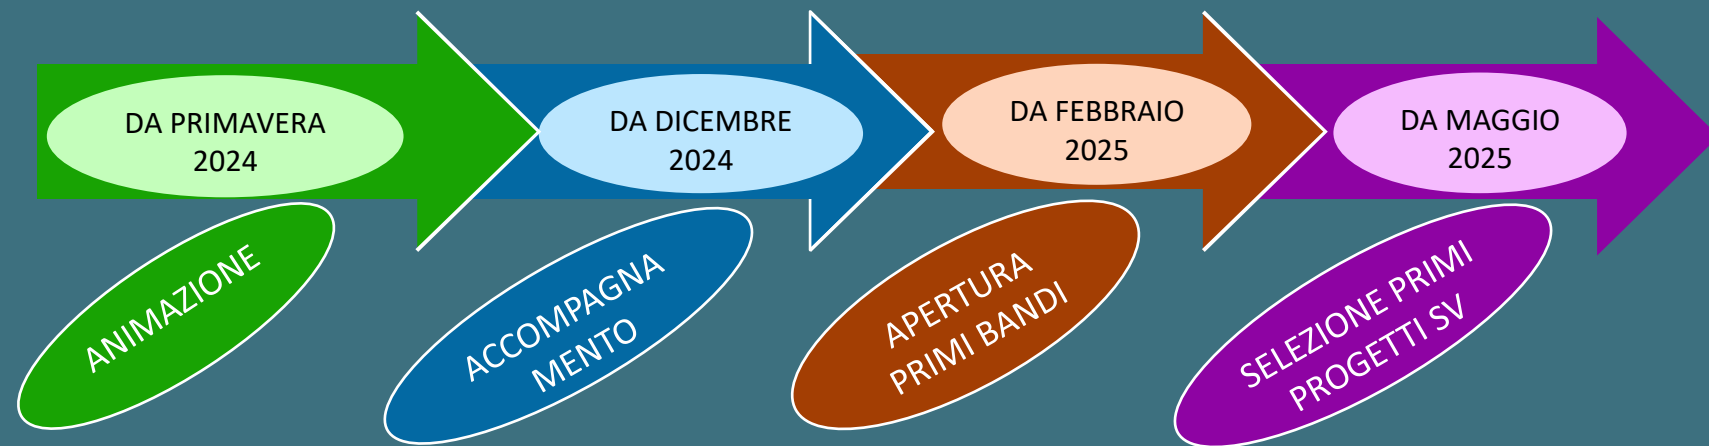 DA PRIMAVERA
2024
DA DICEMBRE
2024
DA FEBBRAIO
2025
DA MAGGIO
2025
ANIMAZIONE
ACCOMPAGNA
MENTO
APERTURA
PRIMI BANDI
SELEZIONE PRIMI
PROGETTI SV